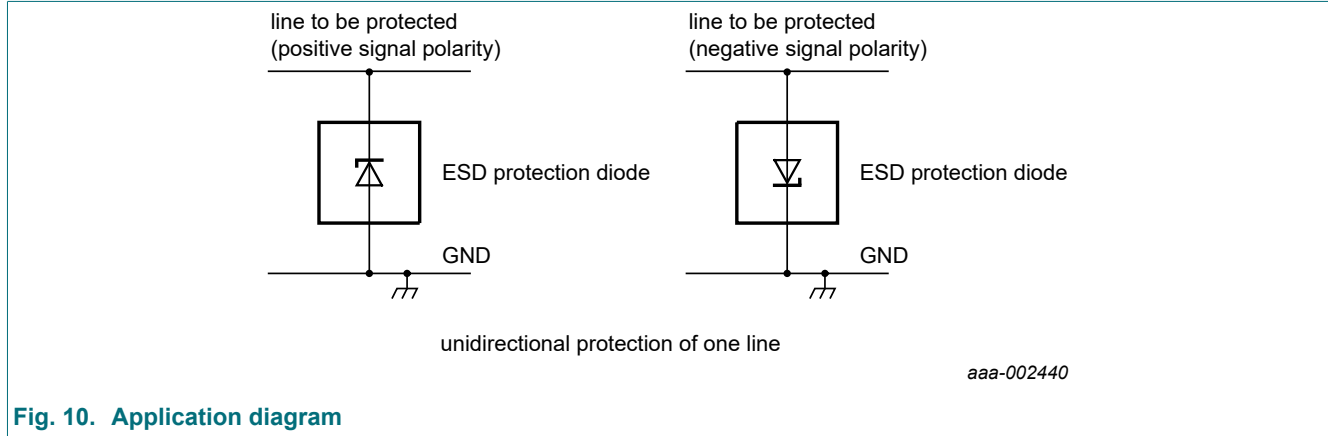 line to be protected
(positive signal polarity)
line to be protected
(negative signal polarity)
ESD protection diode
ESD protection diode
GND
GND
unidirectional protection of one line
aaa-002440
Fig. 10. Application diagram